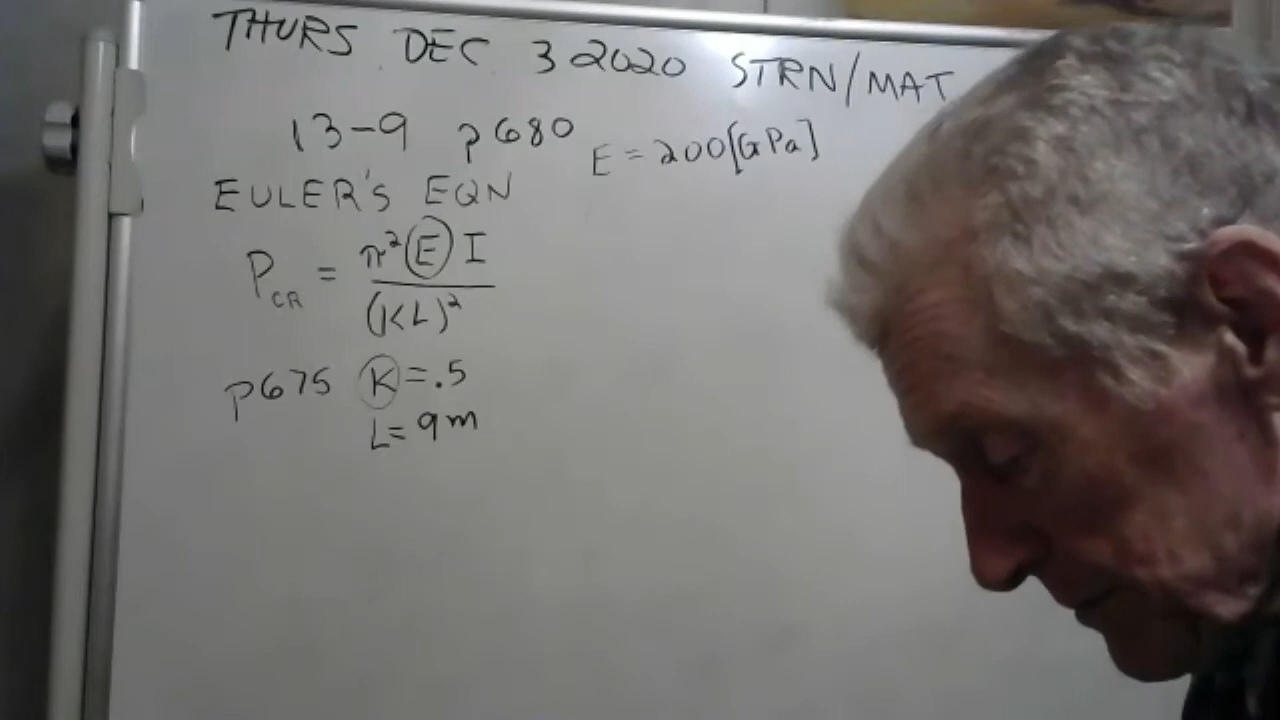 THURS DEC 3 2020 STRN/MAT
13-9 p680 E = 200[GPa]
EULER'S EQN
P_CR = π²EI / (KL)²
p675 K = .5
L = 9m